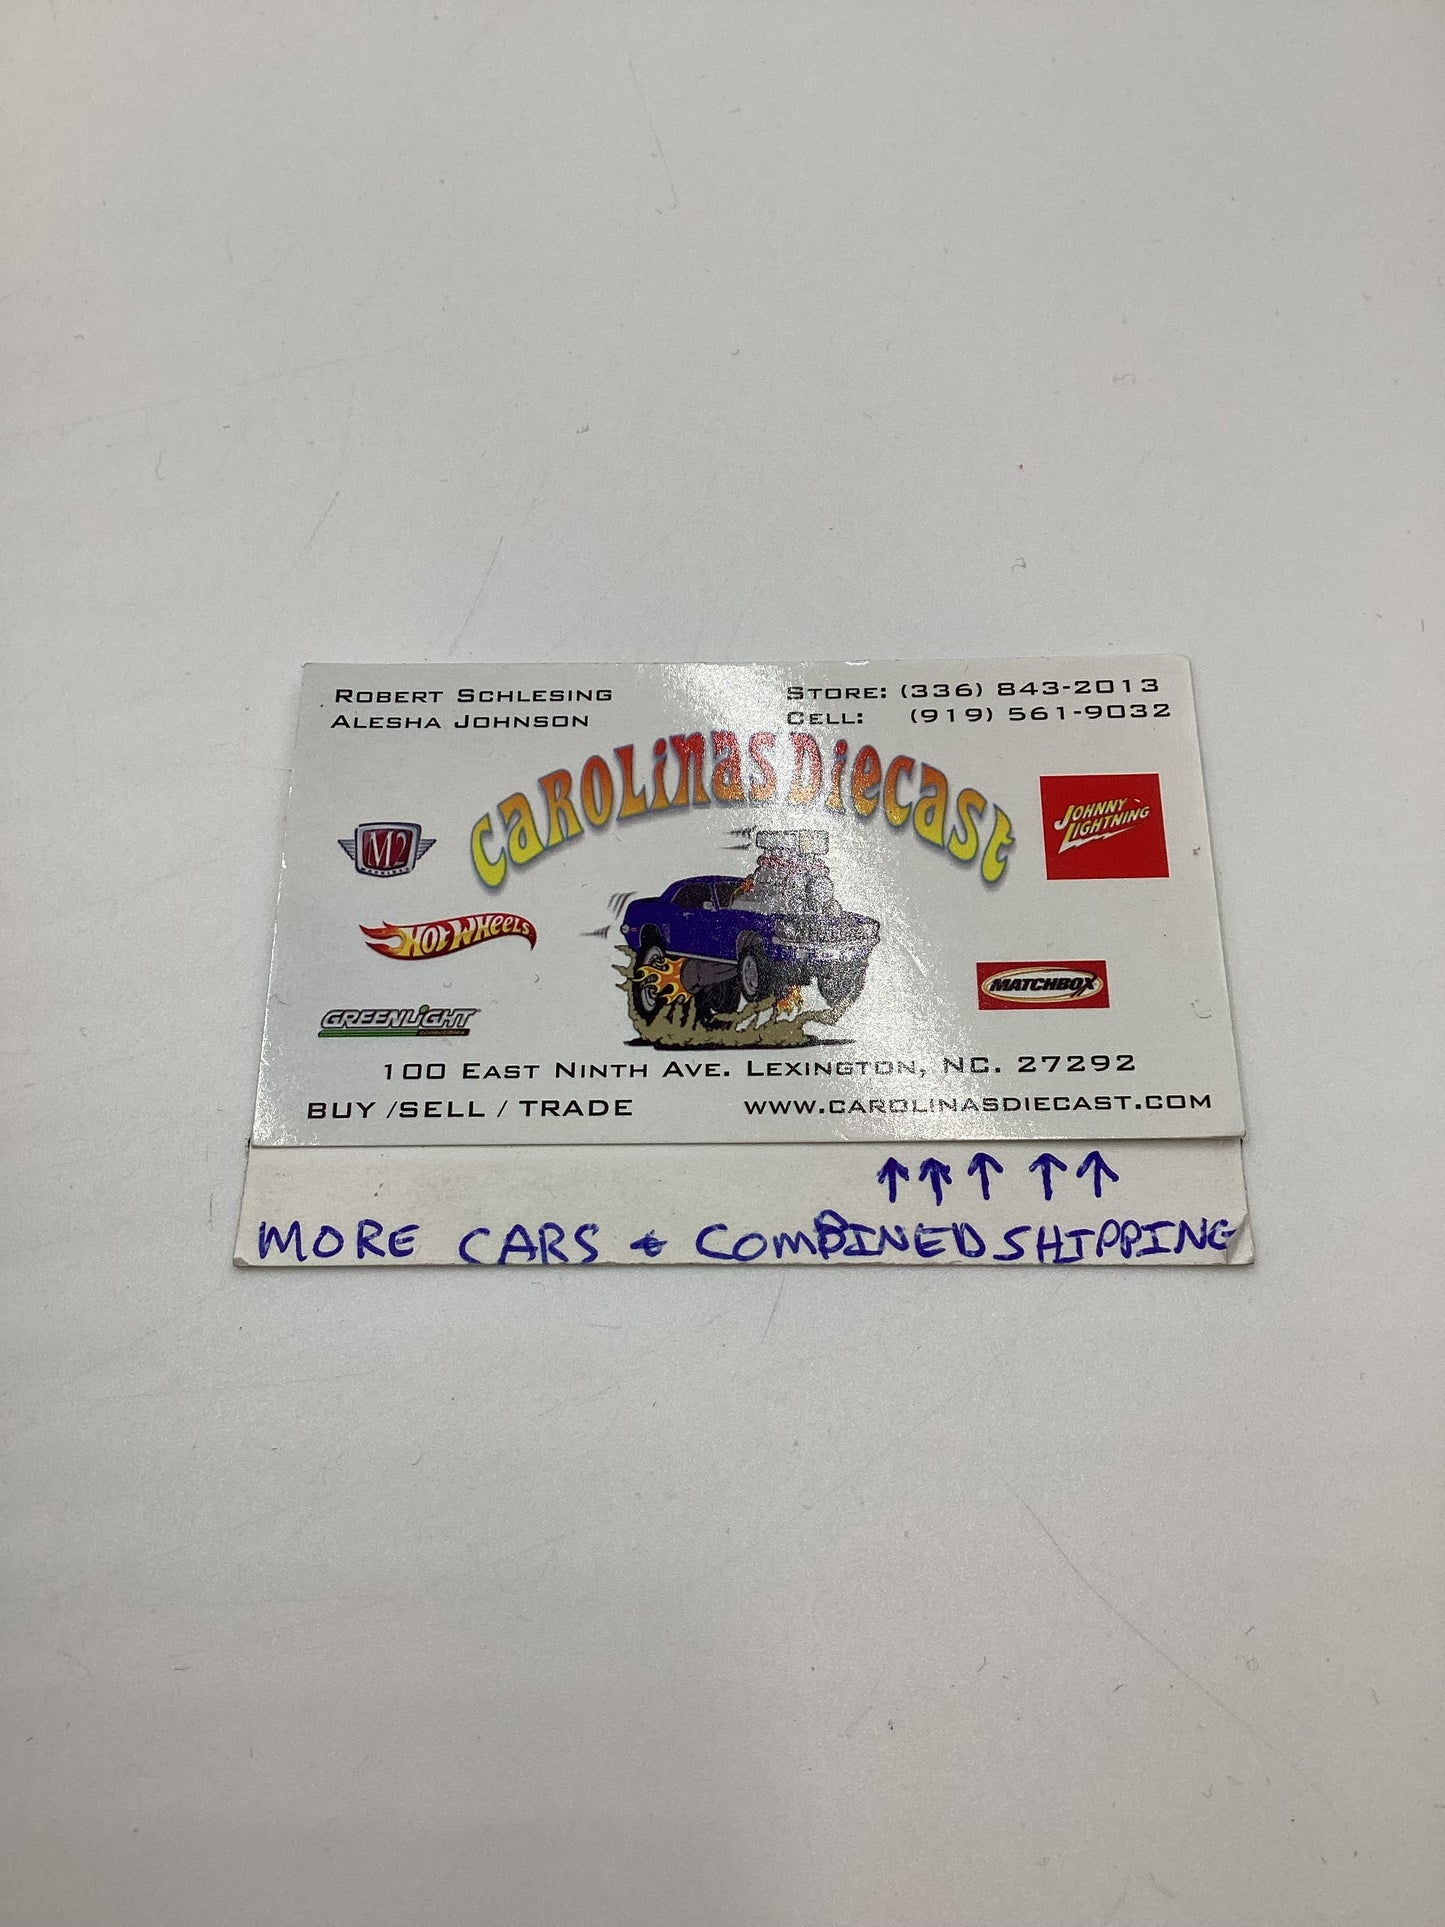 ROBERT SCHLESING
ALESHA JOHNSON
STORE: (336) 843-2013
CELL: (919) 561-9032
CAROLINAS DIECAST
M2
MACHINES
JOHNNY
LIGHTNING
HOT WHEELS
MATCHBOX
GREENLIGHT
collectibles
100 EAST NINTH AVE. LEXINGTON, NC. 27292
BUY /SELL / TRADE
WWW.CAROLINASDIECAST.COM
↑ ↑ ↑ ↑ ↑
MORE CARS & COMBINED SHIPPING